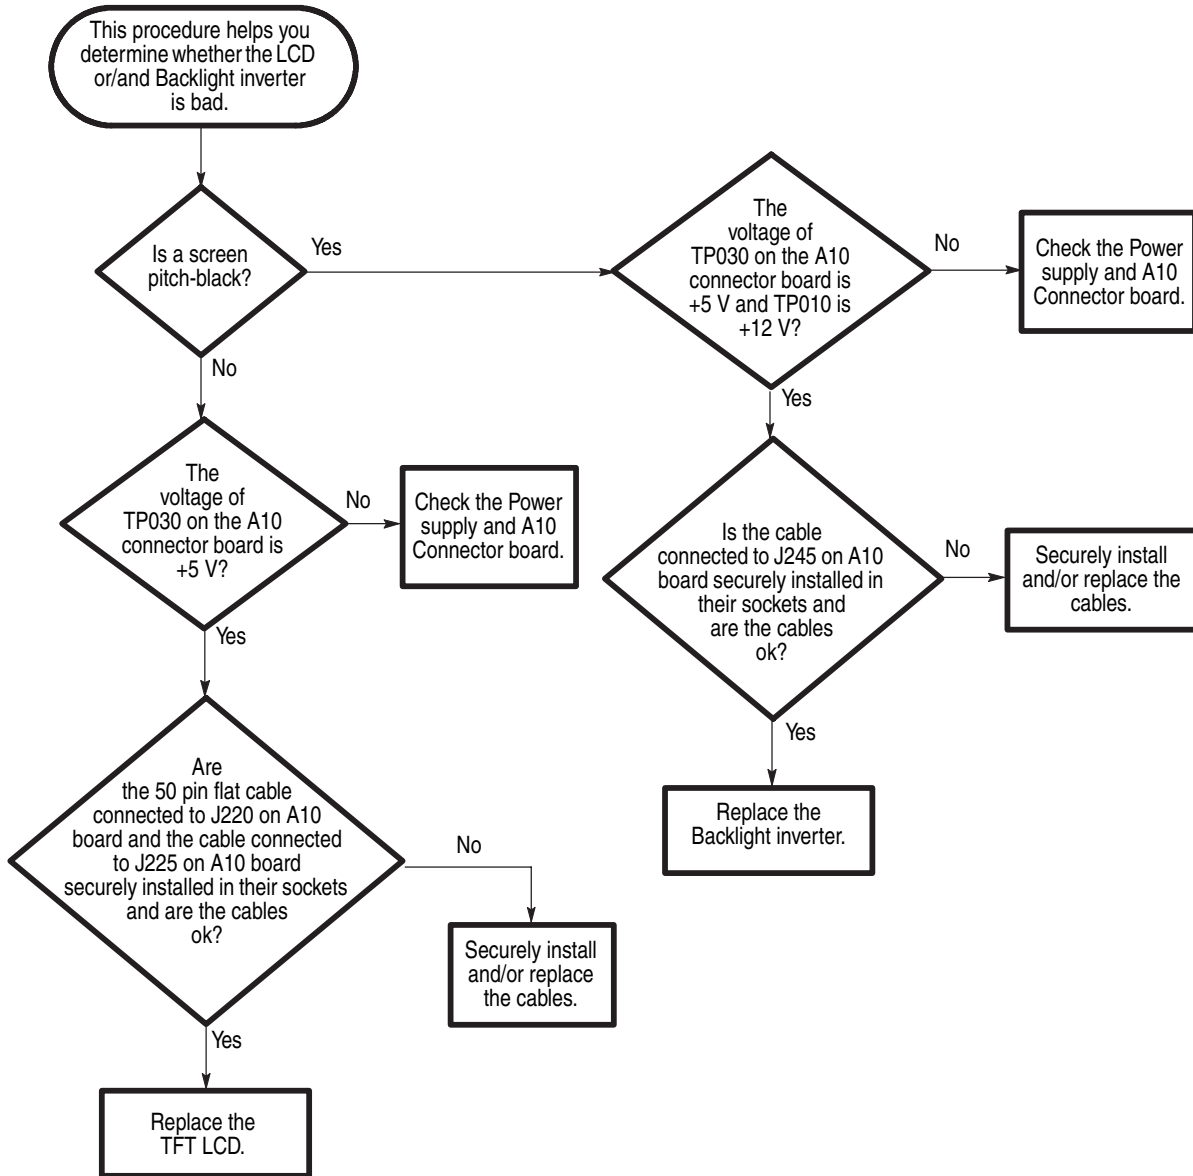 This procedure helps you
determine whether the LCD
or/and Backlight inverter
is bad.
Is a screen
pitch-black?
Yes
No
The
voltage of
TP030 on the A10
connector board is
+5 V and TP010 is
+12 V?
No
Check the Power
supply and A10
Connector board.
Yes
The
voltage of
TP030 on the A10
connector board is
+5 V?
No
Check the Power
supply and A10
Connector board.
Yes
Is the cable
connected to J245 on A10
board securely installed in
their sockets and
are the cables
ok?
No
Securely install
and/or replace the
cables.
Yes
Replace the
Backlight inverter.
Are
the 50 pin flat cable
connected to J220 on A10
board and the cable connected
to J225 on A10 board
securely installed in their sockets
and are the cables
ok?
No
Securely install
and/or replace
the cables.
Yes
Replace the
TFT LCD.